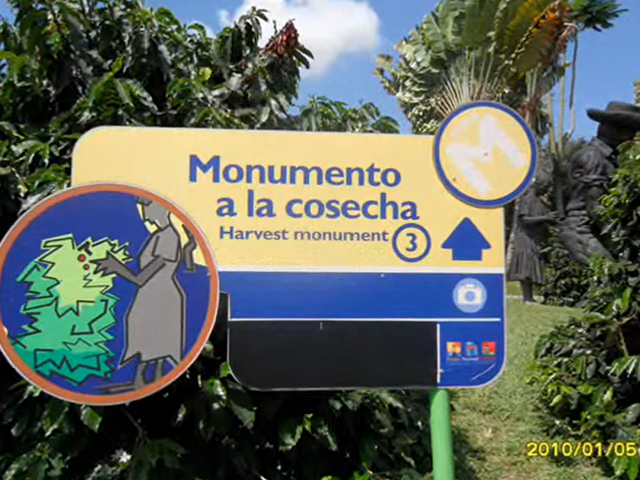 M
Monumento
a la cosecha
Harvest monument 3
2010/01/05